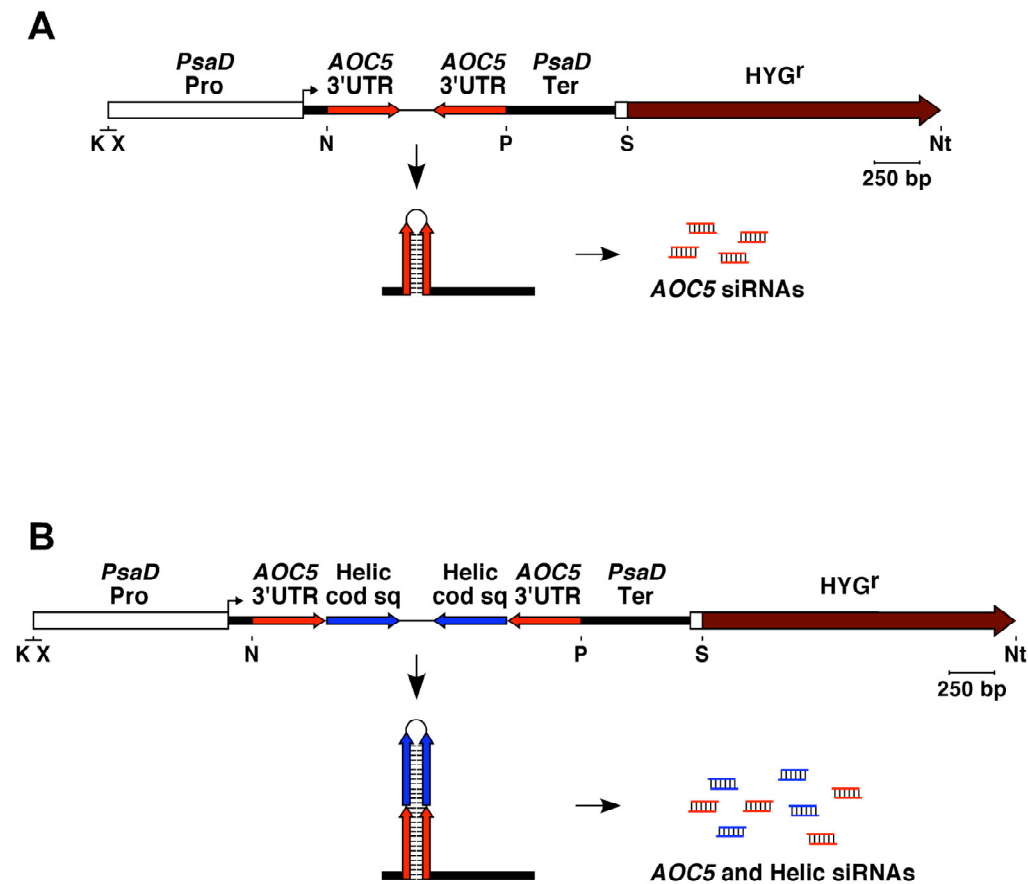 A
PsaD AOC5 AOC5 PsaD
Pro 3'UTR 3'UTR Ter HYGr
K X N P S Nt
250 bp
AOC5 siRNAs
B
PsaD AOC5 Helic Helic AOC5 PsaD
Pro 3'UTR cod sq cod sq 3'UTR Ter HYGr
K X N P S Nt
250 bp
AOC5 and Helic siRNAs